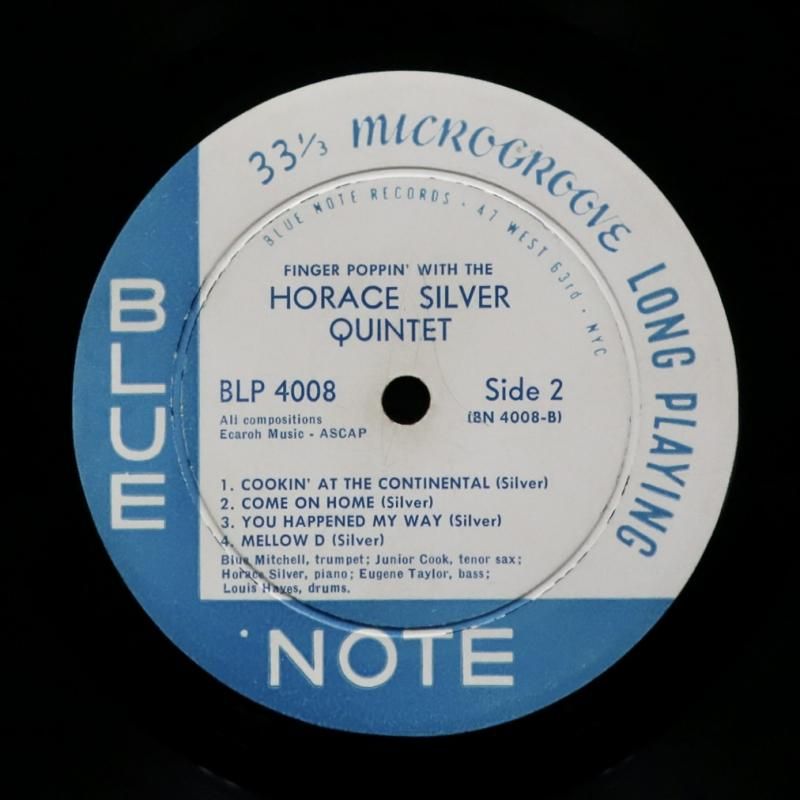 33⅓ MICROGROOVE LONG PLAYING
BLUE NOTE RECORDS · 47 WEST 63rd · NYC
FINGER POPPIN' WITH THE
HORACE SILVER
QUINTET
BLP 4008
Side 2
All compositions
Ecaroh Music - ASCAP
(BN 4008-B)
1. COOKIN' AT THE CONTINENTAL (Silver)
2. COME ON HOME (Silver)
3. YOU HAPPENED MY WAY (Silver)
4. MELLOW D (Silver)
Blue Mitchell, trumpet; Junior Cook, tenor sax;
Horace Silver, piano; Eugene Taylor, bass;
Louis Hayes, drums.
BLUE
NOTE